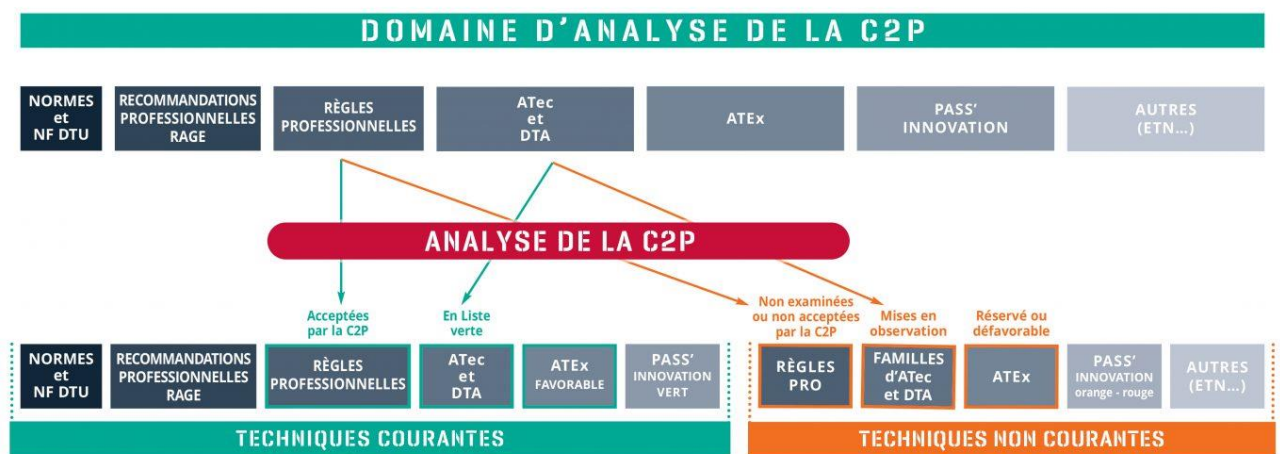 DOMAINE D'ANALYSE DE LA C2P
NORMES
et
NF DTU
RECOMMANDATIONS
PROFESSIONNELLES
RAGE
RÈGLES
PROFESSIONNELLES
ATec
et
DTA
ATEx
PASS'
INNOVATION
AUTRES
(ETN...)
ANALYSE DE LA C2P
Acceptées
par la C2P
En Liste
verte
Non examinées
ou non acceptées
par la C2P
Mises en
observation
Réservé ou
défavorable
NORMES
et
NF DTU
RECOMMANDATIONS
PROFESSIONNELLES
RAGE
RÈGLES
PROFESSIONNELLES
ATec
et
DTA
ATEx
FAVORABLE
PASS'
INNOVATION
VERT
RÈGLES
PRO
FAMILLES
d'ATec
et DTA
ATEx
PASS'
INNOVATION
orange - rouge
AUTRES
(ETN...)
TECHNIQUES COURANTES
TECHNIQUES NON COURANTES